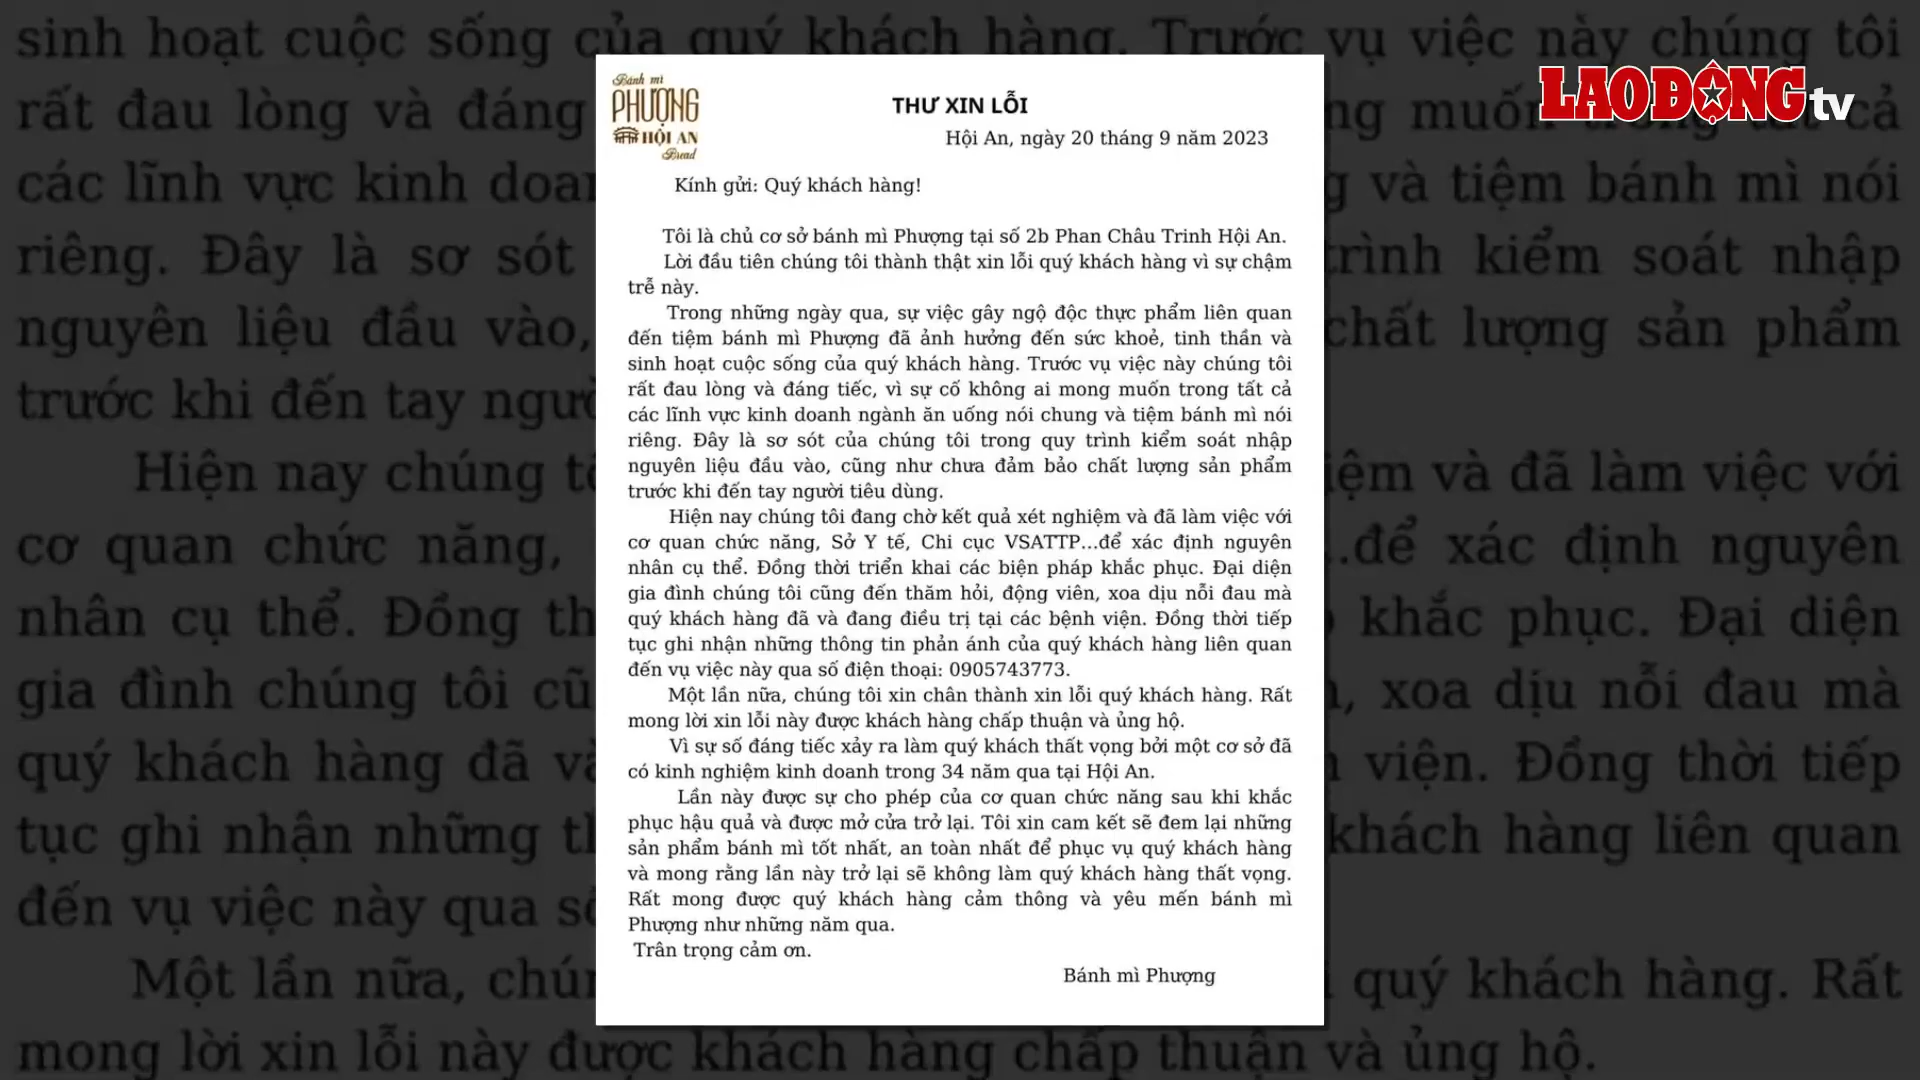 LAO ĐỘNG tv
Bánh mì
PHƯỢNG
HỘI AN
Bread
THƯ XIN LỖI
Hội An, ngày 20 tháng 9 năm 2023
Kính gửi: Quý khách hàng!
Tôi là chủ cơ sở bánh mì Phượng tại số 2b Phan Châu Trinh Hội An.
Lời đầu tiên chúng tôi thành thật xin lỗi quý khách hàng vì sự chậm
trễ này.
Trong những ngày qua, sự việc gây ngộ độc thực phẩm liên quan
đến tiệm bánh mì Phượng đã ảnh hưởng đến sức khoẻ, tinh thần và
sinh hoạt cuộc sống của quý khách hàng. Trước vụ việc này chúng tôi
rất đau lòng và đáng tiếc, vì sự cố không ai mong muốn trong tất cả
các lĩnh vực kinh doanh ngành ăn uống nói chung và tiệm bánh mì nói
riêng. Đây là sơ sót của chúng tôi trong quy trình kiểm soát nhập
nguyên liệu đầu vào, cũng như chưa đảm bảo chất lượng sản phẩm
trước khi đến tay người tiêu dùng.
Hiện nay chúng tôi đang chờ kết quả xét nghiệm và đã làm việc với
cơ quan chức năng, Sở Y tế, Chi cục VSATTP...để xác định nguyên
nhân cụ thể. Đồng thời triển khai các biện pháp khắc phục. Đại diện
gia đình chúng tôi cũng đến thăm hỏi, động viên, xoa dịu nỗi đau mà
quý khách hàng đã và đang điều trị tại các bệnh viện. Đồng thời tiếp
tục ghi nhận những thông tin phản ánh của quý khách hàng liên quan
đến vụ việc này qua số điện thoại: 0905743773.
Một lần nữa, chúng tôi xin chân thành xin lỗi quý khách hàng. Rất
mong lời xin lỗi này được khách hàng chấp thuận và ủng hộ.
Vì sự số đáng tiếc xảy ra làm quý khách thất vọng bởi một cơ sở đã
có kinh nghiệm kinh doanh trong 34 năm qua tại Hội An.
Lần này được sự cho phép của cơ quan chức năng sau khi khắc
phục hậu quả và được mở cửa trở lại. Tôi xin cam kết sẽ đem lại những
sản phẩm bánh mì tốt nhất, an toàn nhất để phục vụ quý khách hàng
và mong rằng lần này trở lại sẽ không làm quý khách hàng thất vọng.
Rất mong được quý khách hàng cảm thông và yêu mến bánh mì
Phượng như những năm qua.
Trân trọng cảm ơn.
Bánh mì Phượng